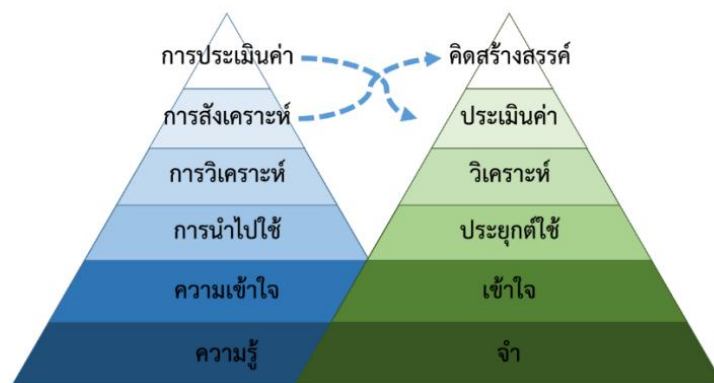 การประเมินค่า คิดสร้างสรรค์
การสังเคราะห์ ประเมินค่า
การวิเคราะห์ วิเคราะห์
การนำไปใช้ ประยุกต์ใช้
ความเข้าใจ เข้าใจ
ความรู้ จำ